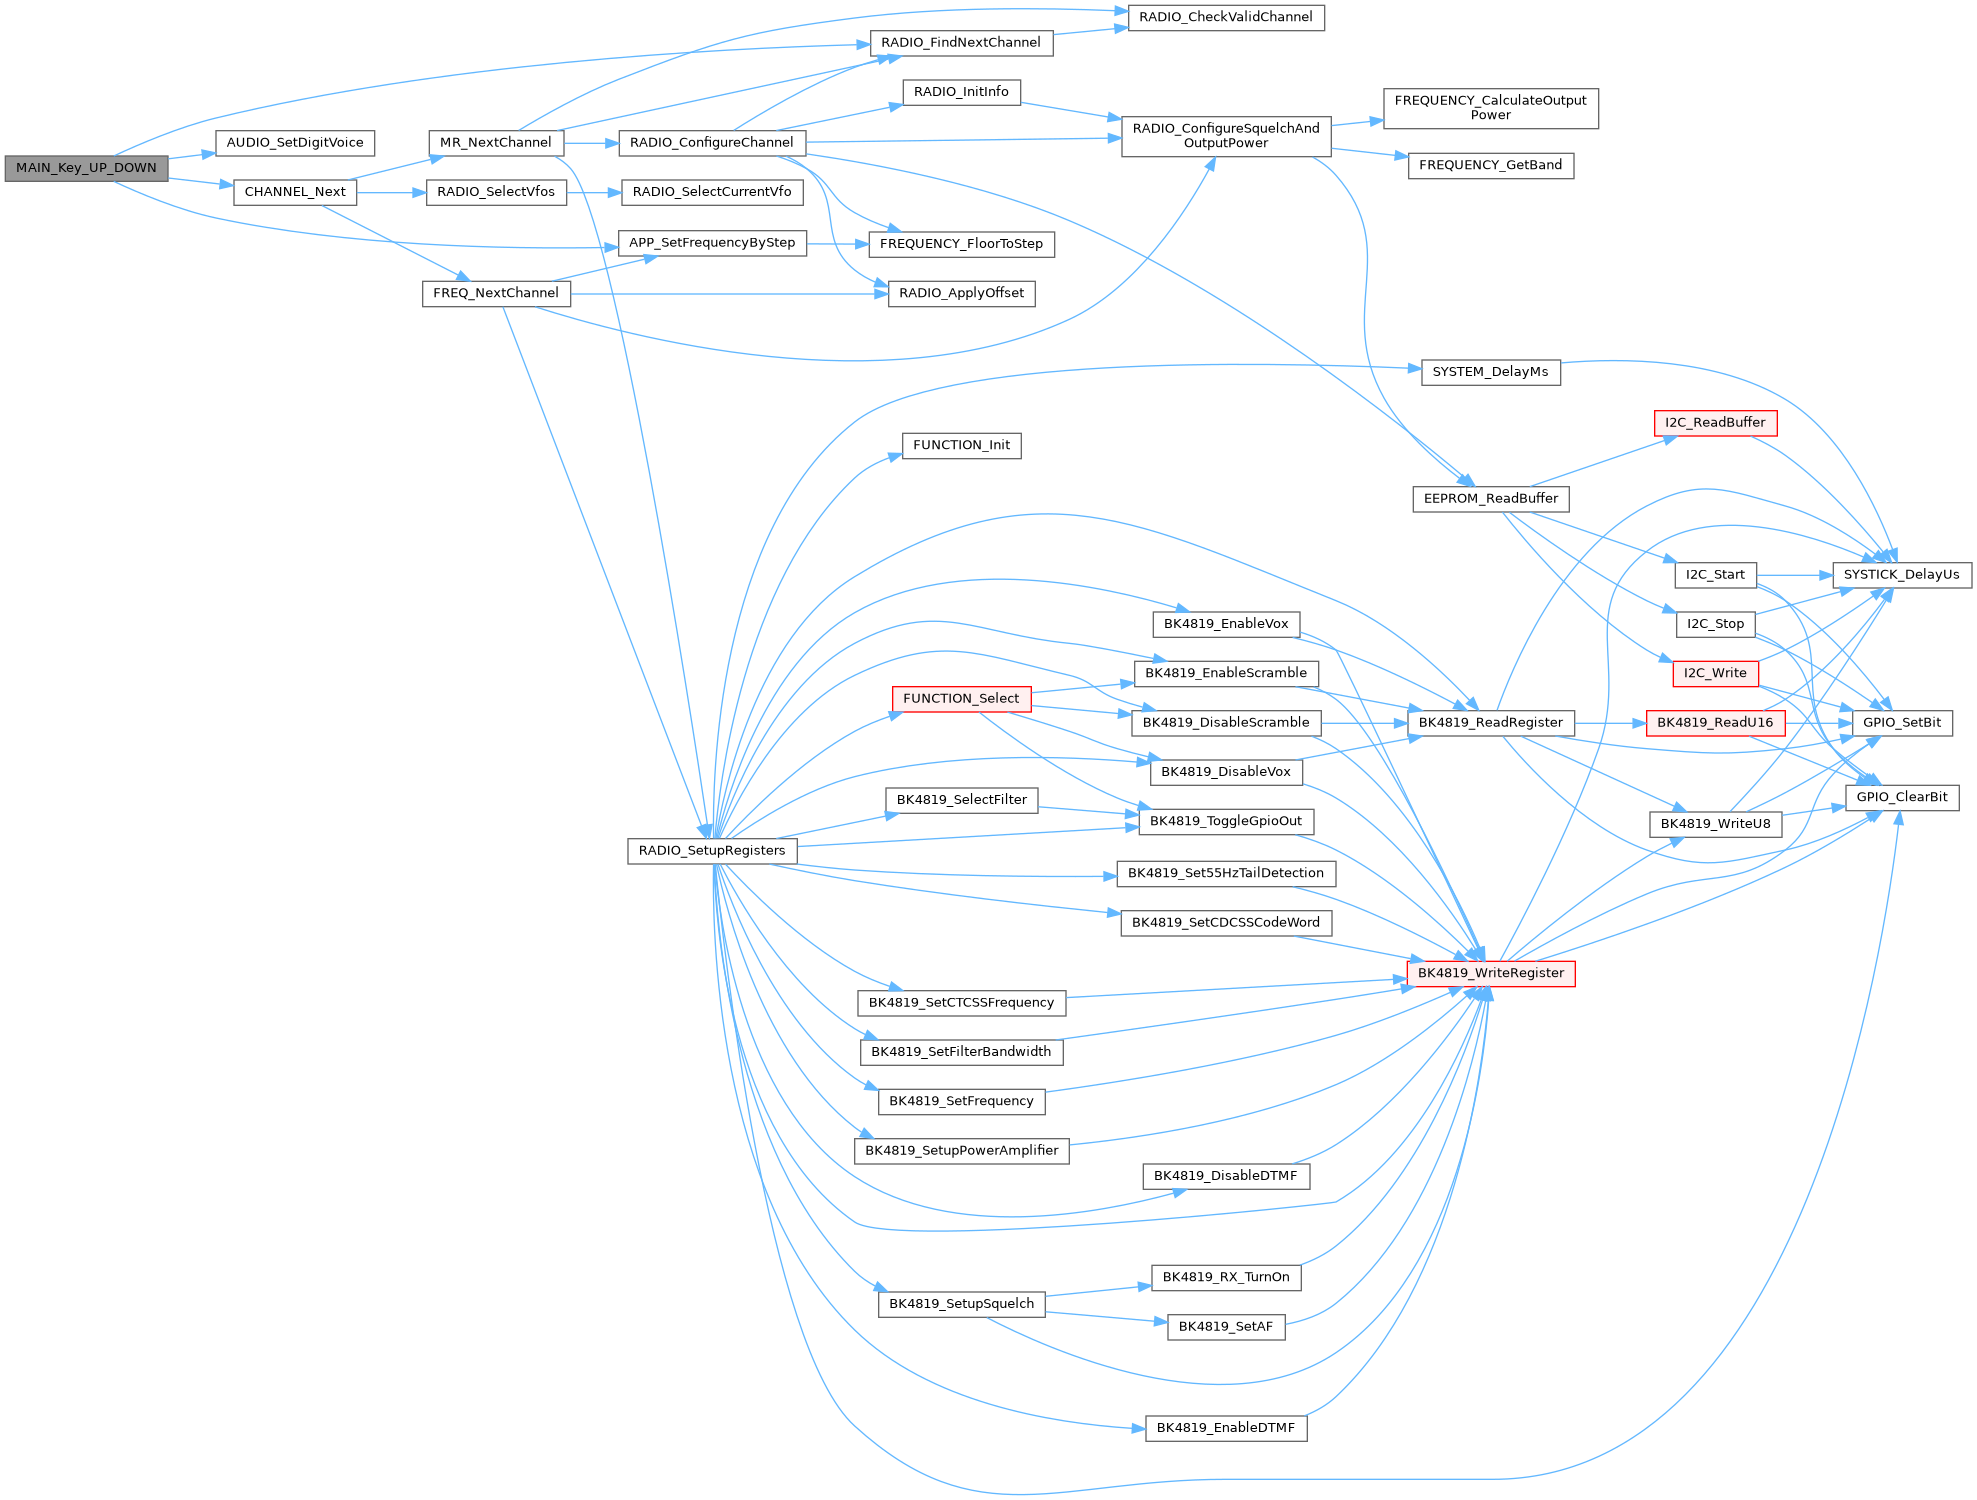 RADIO_CheckValidChannel
RADIO_FindNextChannel
RADIO_InitInfo
FREQUENCY_CalculateOutput
Power
RADIO_ConfigureSquelchAnd
OutputPower
AUDIO_SetDigitVoice
MR_NextChannel
RADIO_ConfigureChannel
MAIN_Key_UP_DOWN
FREQUENCY_GetBand
CHANNEL_Next
RADIO_SelectVfos
RADIO_SelectCurrentVfo
APP_SetFrequencyByStep
FREQUENCY_FloorToStep
FREQ_NextChannel
RADIO_ApplyOffset
SYSTEM_DelayMs
I2C_ReadBuffer
FUNCTION_Init
EEPROM_ReadBuffer
I2C_Start
SYSTICK_DelayUs
BK4819_EnableVox
I2C_Stop
BK4819_EnableScramble
I2C_Write
FUNCTION_Select
BK4819_DisableScramble
BK4819_ReadRegister
BK4819_ReadU16
GPIO_SetBit
BK4819_DisableVox
BK4819_SelectFilter
GPIO_ClearBit
BK4819_ToggleGpioOut
BK4819_WriteU8
RADIO_SetupRegisters
BK4819_Set55HzTailDetection
BK4819_SetCDCSSCodeWord
BK4819_WriteRegister
BK4819_SetCTCSSFrequency
BK4819_SetFilterBandwidth
BK4819_SetFrequency
BK4819_SetupPowerAmplifier
BK4819_DisableDTMF
BK4819_RX_TurnOn
BK4819_SetupSquelch
BK4819_SetAF
BK4819_EnableDTMF